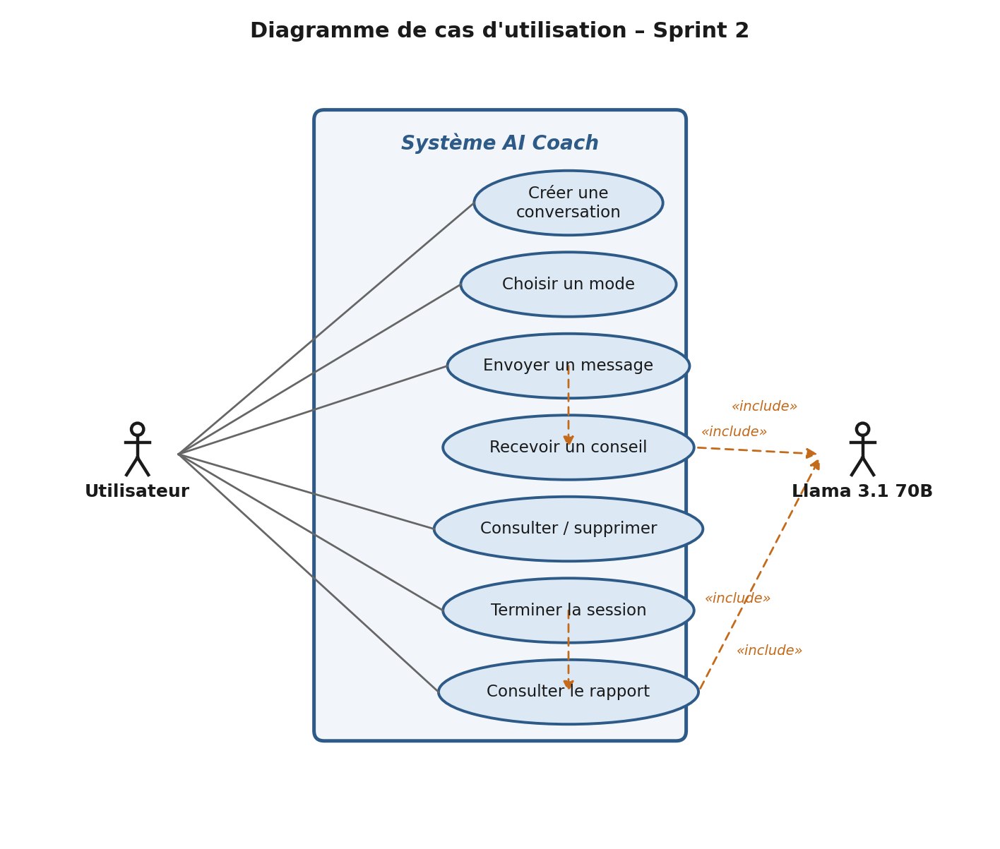 Diagramme de cas d'utilisation – Sprint 2
Système AI Coach
Créer une
conversation
Choisir un mode
Envoyer un message
«include»
«include»
Recevoir un conseil
Utilisateur
Llama 3.1 70B
Consulter / supprimer
«include»
Terminer la session
«include»
Consulter le rapport